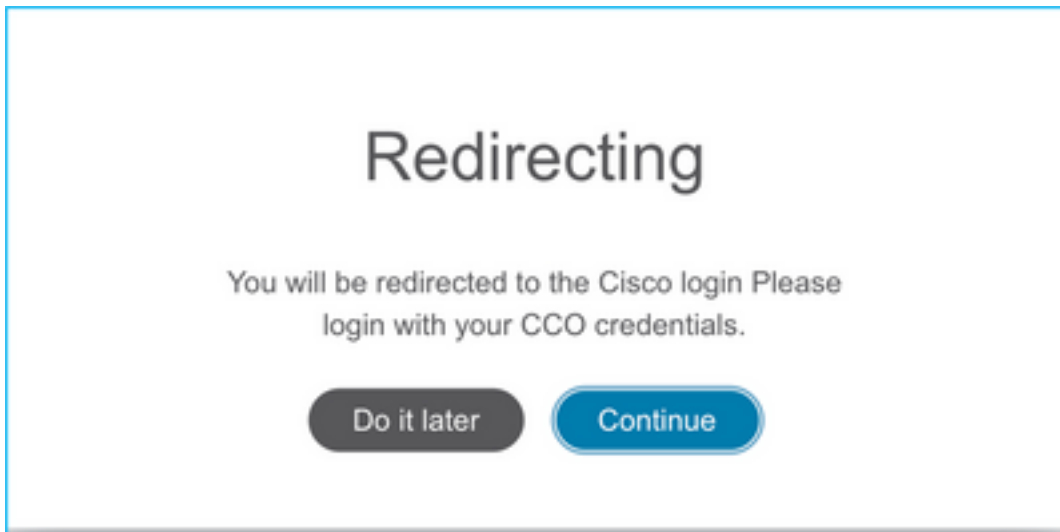 Redirecting
You will be redirected to the Cisco login Please
login with your CCO credentials.
Do it later
Continue